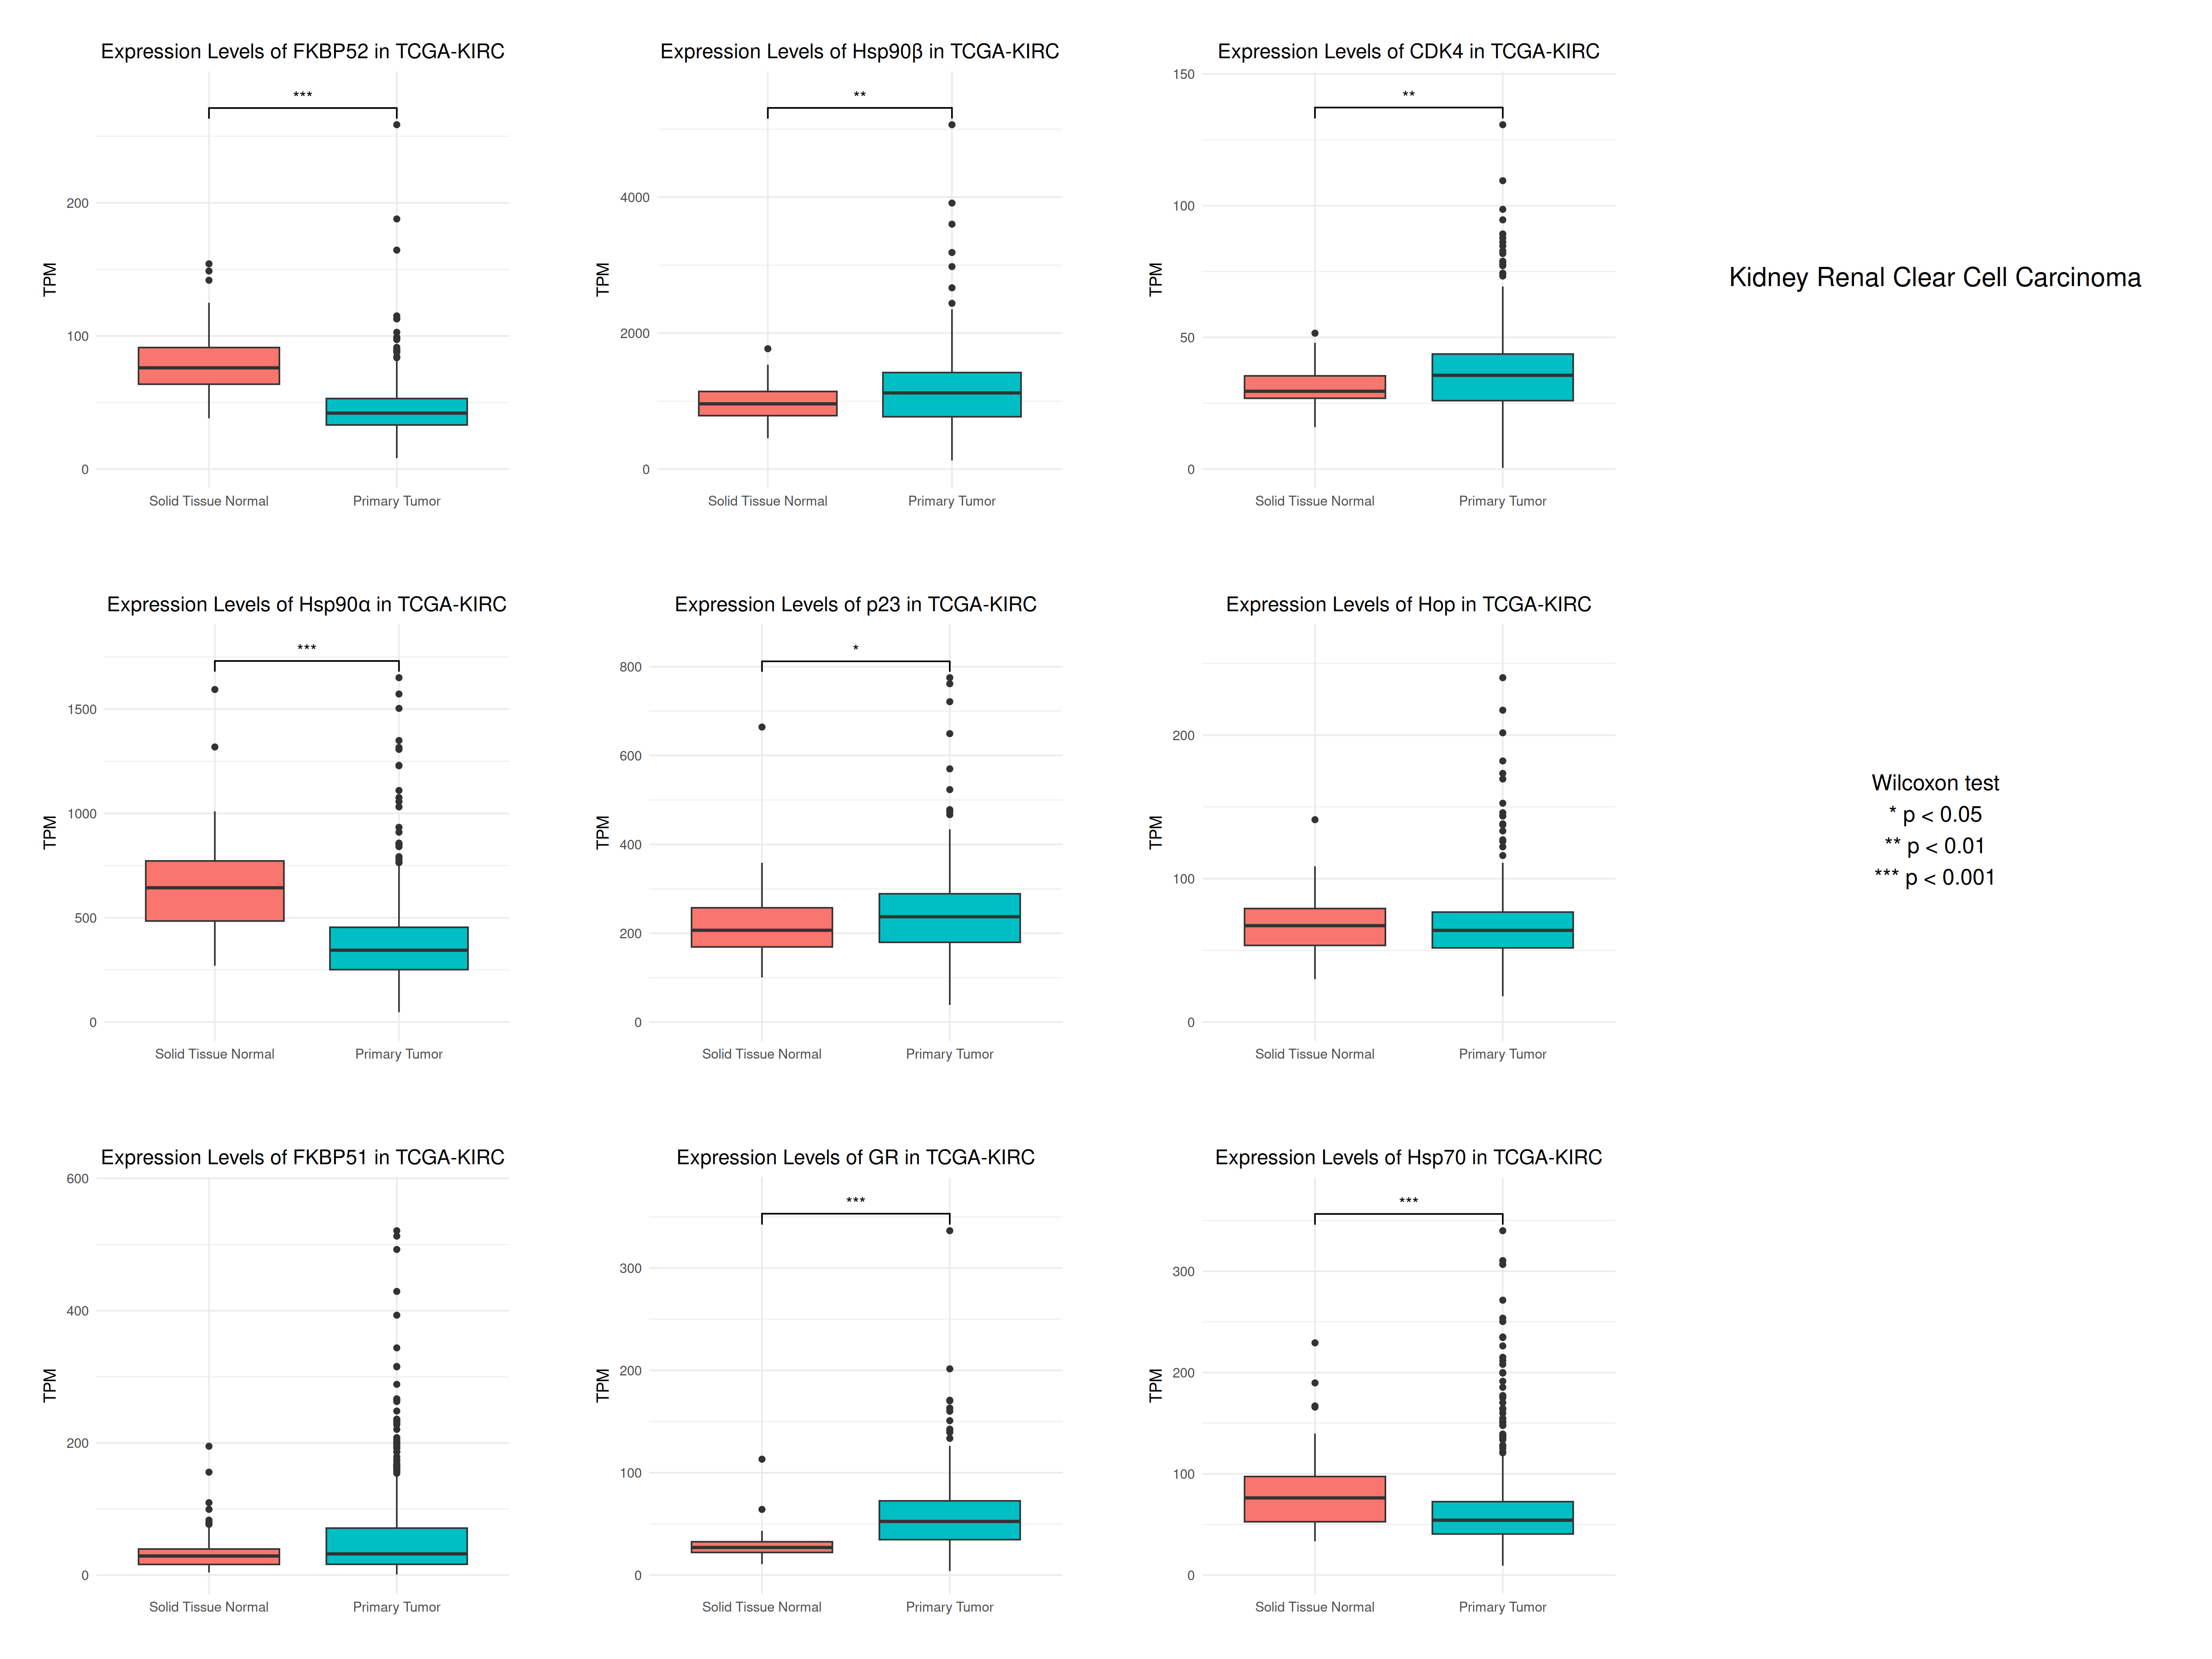 Expression Levels of FKBP52 in TCGA-KIRC
***
200
100
0
TPM
Solid Tissue Normal Primary Tumor
Expression Levels of Hsp90β in TCGA-KIRC
**
4000
2000
0
TPM
Solid Tissue Normal Primary Tumor
Expression Levels of CDK4 in TCGA-KIRC
**
150
100
50
0
TPM
Solid Tissue Normal Primary Tumor
Kidney Renal Clear Cell Carcinoma
Expression Levels of Hsp90α in TCGA-KIRC
***
1500
1000
500
0
TPM
Solid Tissue Normal Primary Tumor
Expression Levels of p23 in TCGA-KIRC
*
800
600
400
200
0
TPM
Solid Tissue Normal Primary Tumor
Expression Levels of Hop in TCGA-KIRC
200
100
0
TPM
Solid Tissue Normal Primary Tumor
Wilcoxon test
* p < 0.05
** p < 0.01
*** p < 0.001
Expression Levels of FKBP51 in TCGA-KIRC
600
400
200
0
TPM
Solid Tissue Normal Primary Tumor
Expression Levels of GR in TCGA-KIRC
***
300
200
100
0
TPM
Solid Tissue Normal Primary Tumor
Expression Levels of Hsp70 in TCGA-KIRC
***
300
200
100
0
TPM
Solid Tissue Normal Primary Tumor